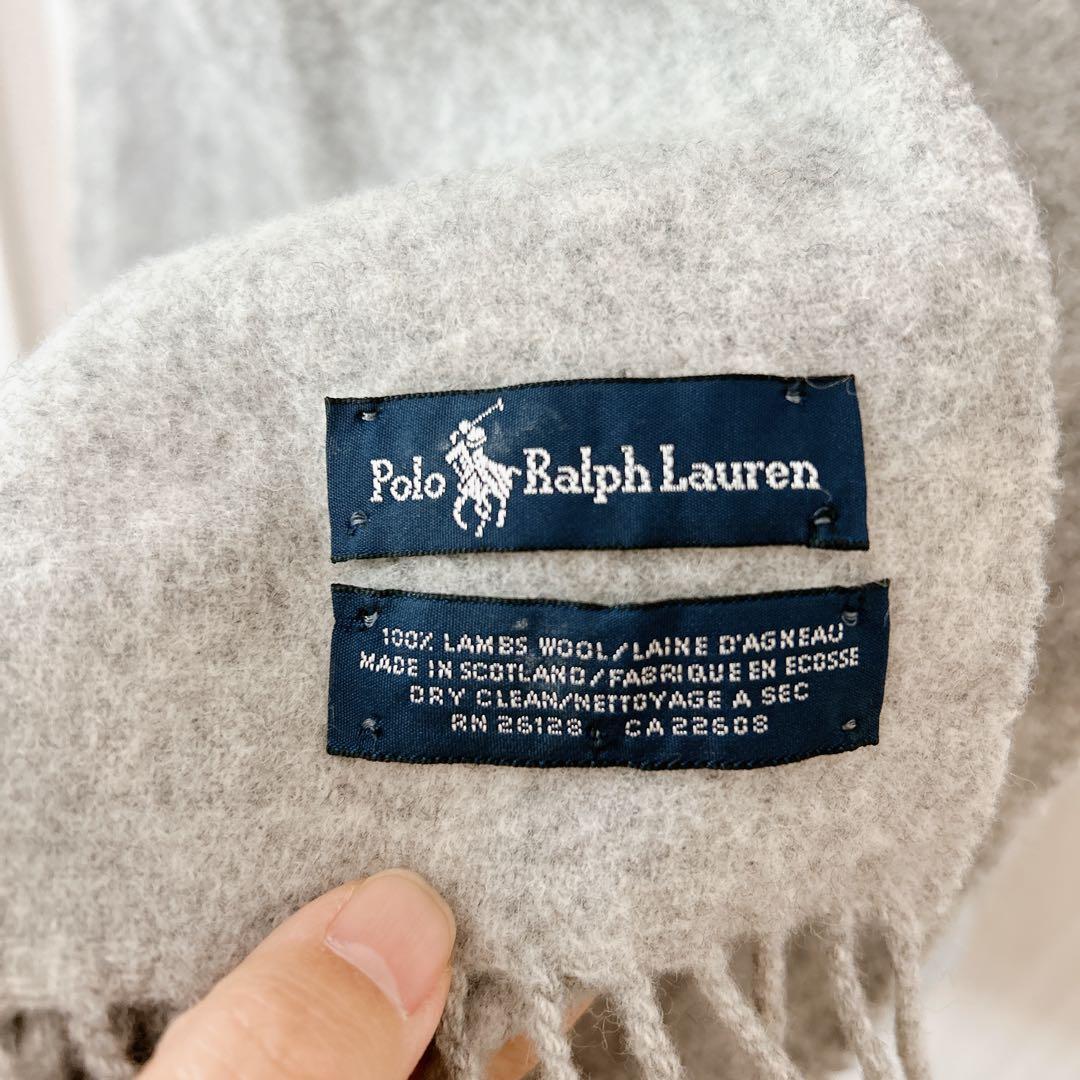 Polo Ralph Lauren
100% LAMBS WOOL/LAINE D'AGNEAU
MADE IN SCOTLAND/FABRIQUE EN ECOSSE
DRY CLEAN/NETTOYAGE A SEC
RN 26128 CA 22608